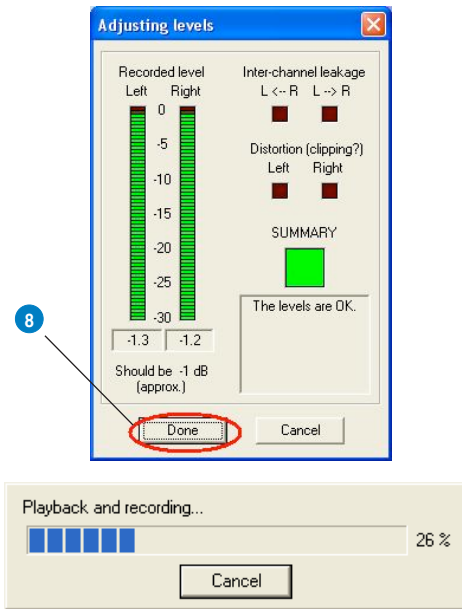 Adjusting levels
Recorded level
Left Right
0
-5
-10
-15
-20
-25
-30
-1.3 -1.2
Should be -1 dB
(approx.)
Inter-channel leakage
L <-- R L --> R
Distortion (clipping?)
Left Right
SUMMARY
The levels are OK.
8
Done Cancel
Playback and recording...
26 %
Cancel